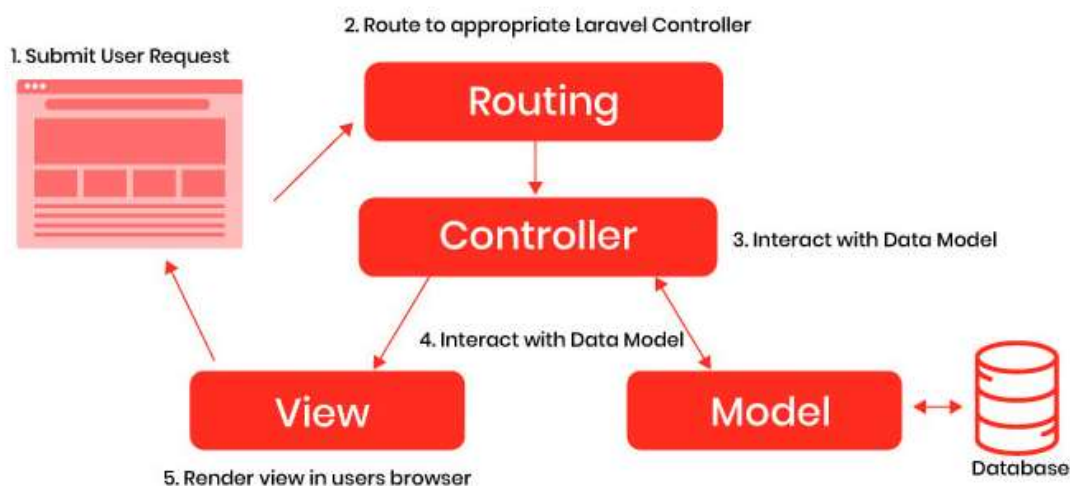 2. Route to appropriate Laravel Controller
1. Submit User Request
Routing
Controller
3. Interact with Data Model
4. Interact with Data Model
View
Model
Database
5. Render view in users browser